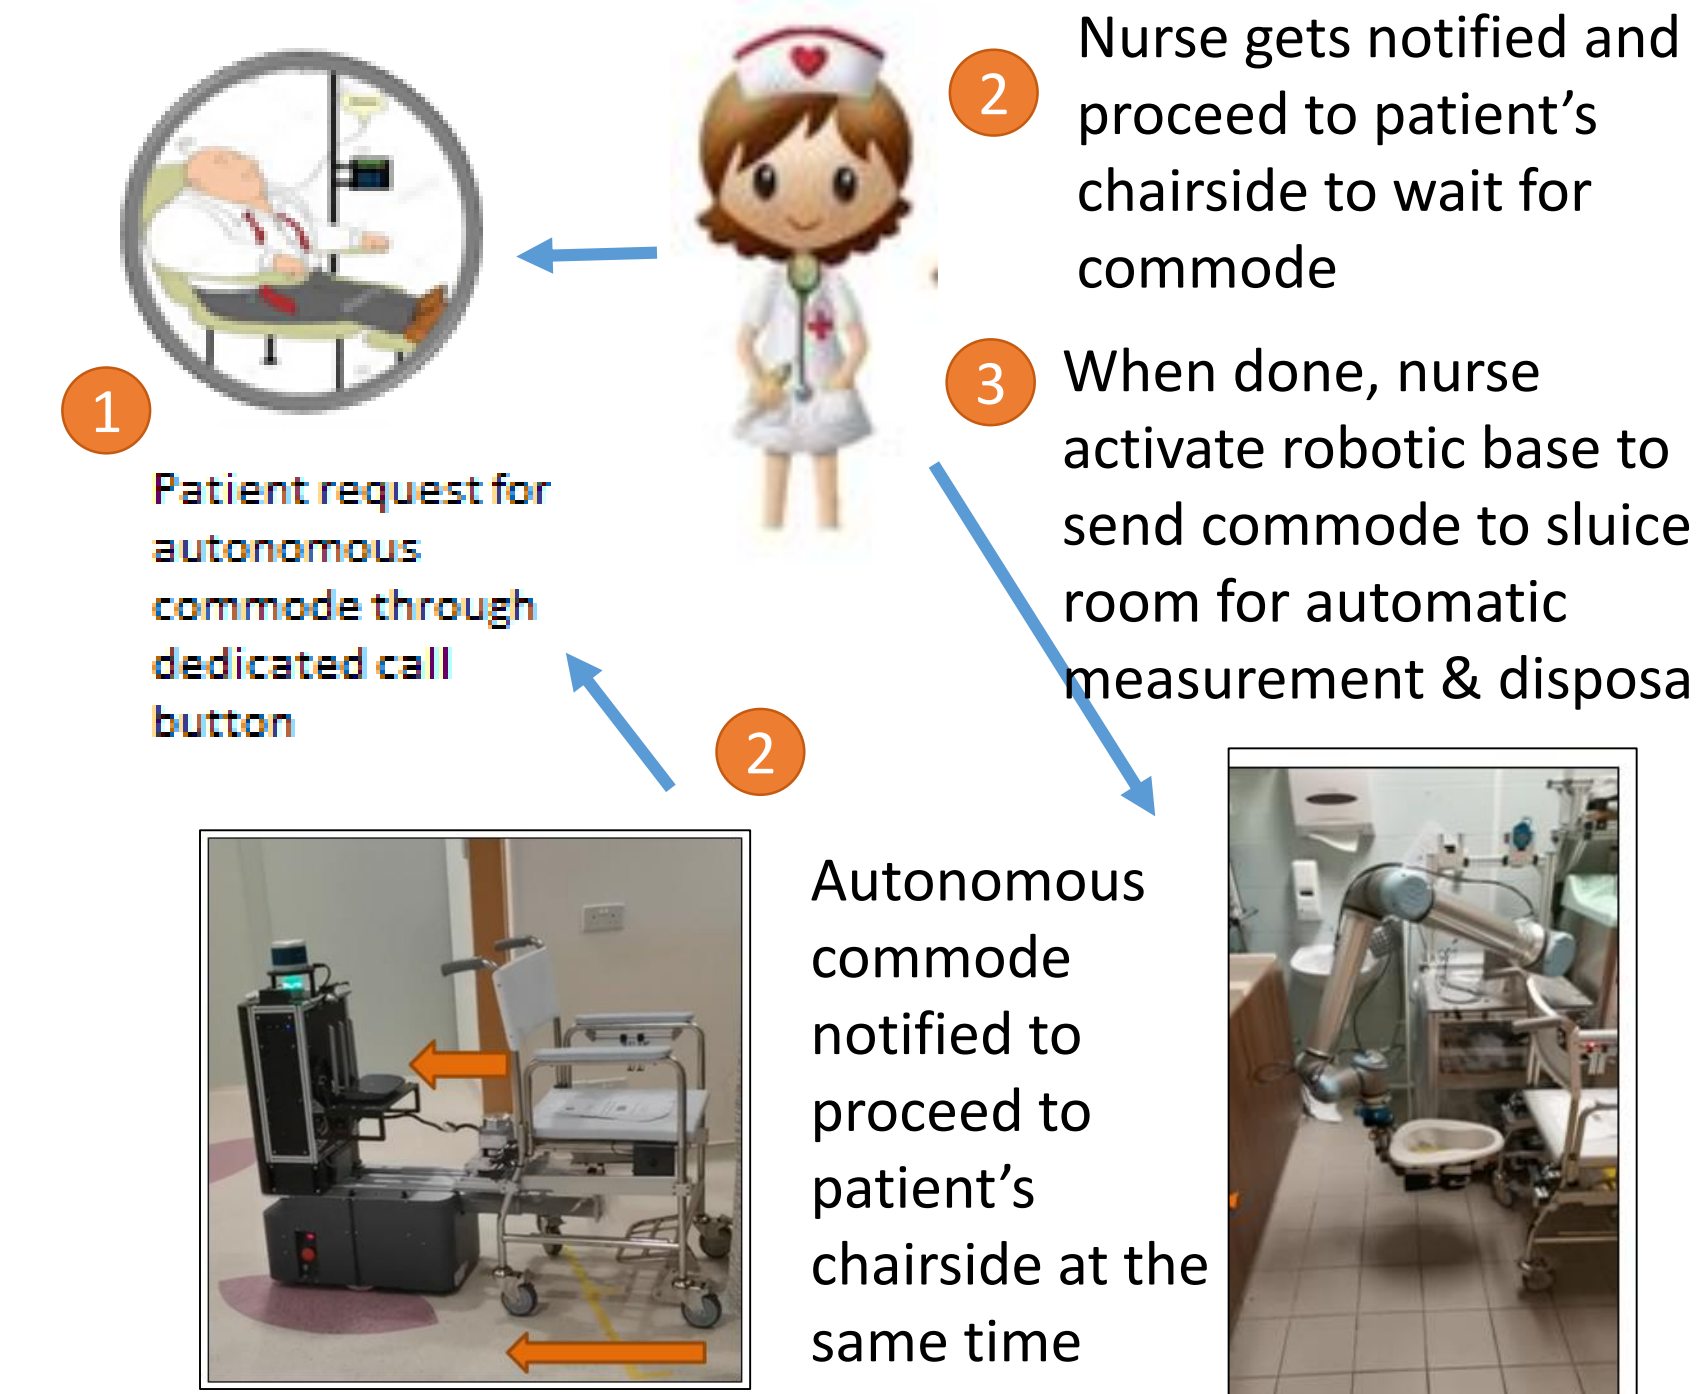 1
Patient request for
autonomous
commode through
dedicated call
button
2
Nurse gets notified and
proceed to patient’s
chairside to wait for
commode
3
When done, nurse
activate robotic base to
send commode to sluice
room for automatic
measurement & disposa
2
Autonomous
commode
notified to
proceed to
patient’s
chairside at the
same time